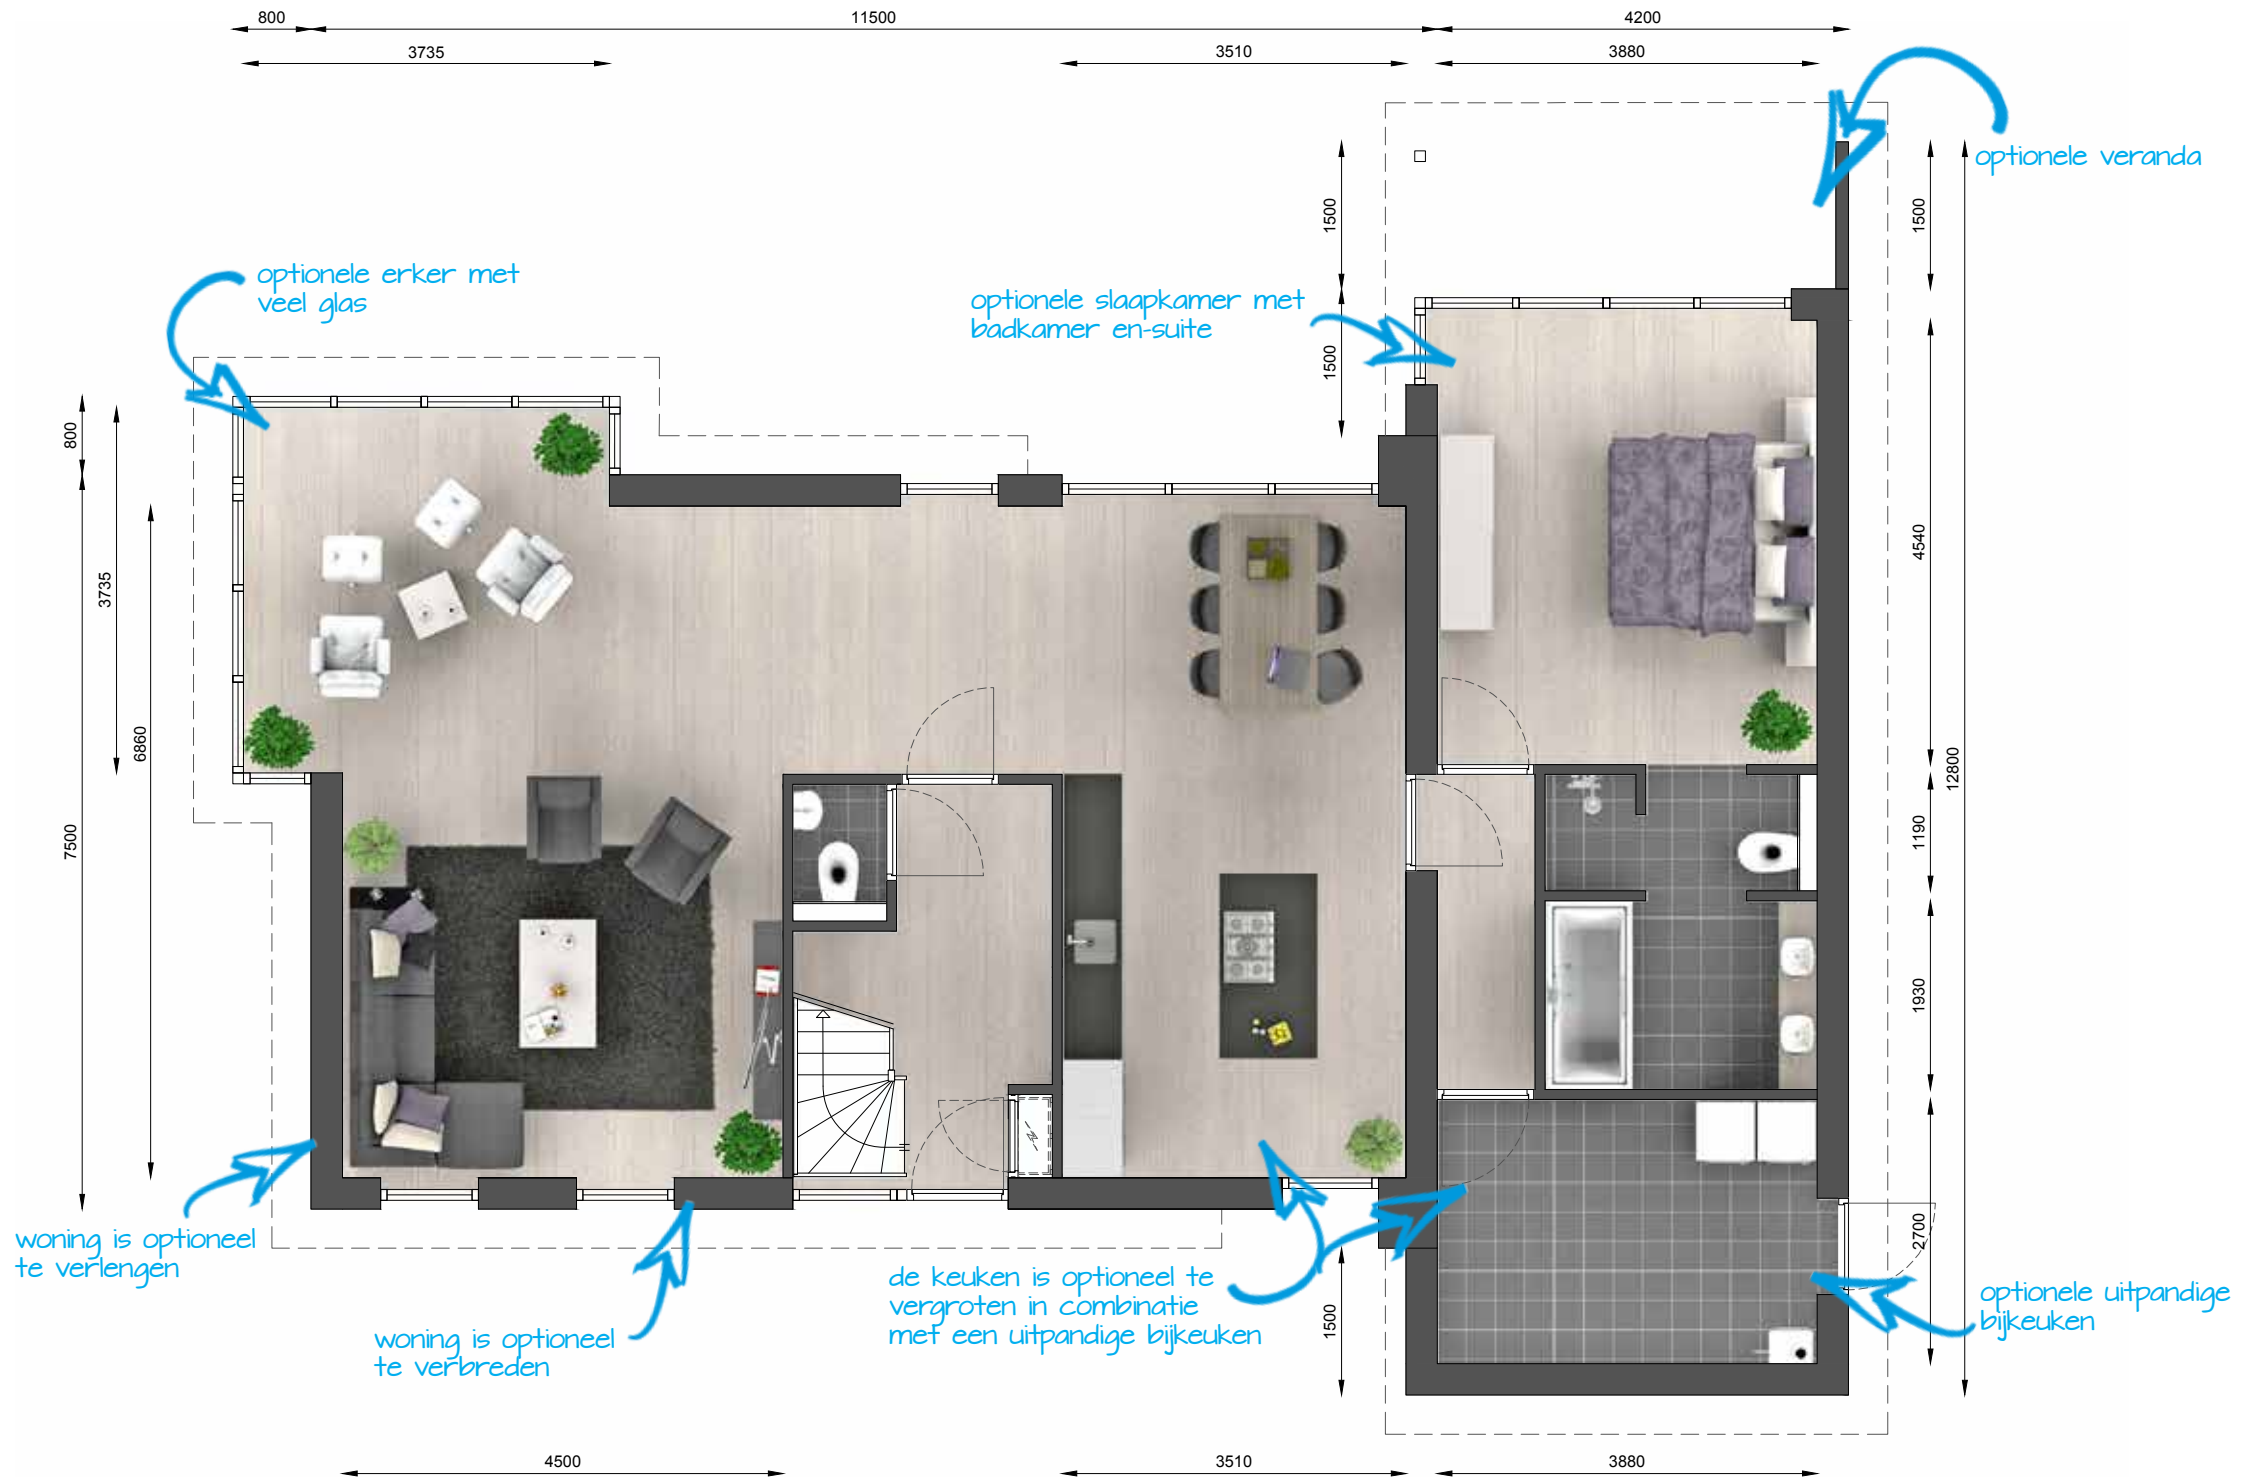 800
11500
4200
3735
3510
3880
optionele veranda
1500
1500
optionele erker met
veel glas
optionele slaapkamer met
badkamer en-suite
1500
800
3735
4540
6860
12800
7500
1190
1930
woning is optioneel
te verlengen
2700
de keuken is optioneel te
vergroten in combinatie
met een uitpandige bijkeuken
optionele uitpandige
bijkeuken
1500
woning is optioneel
te verbreden
4500
3510
3880